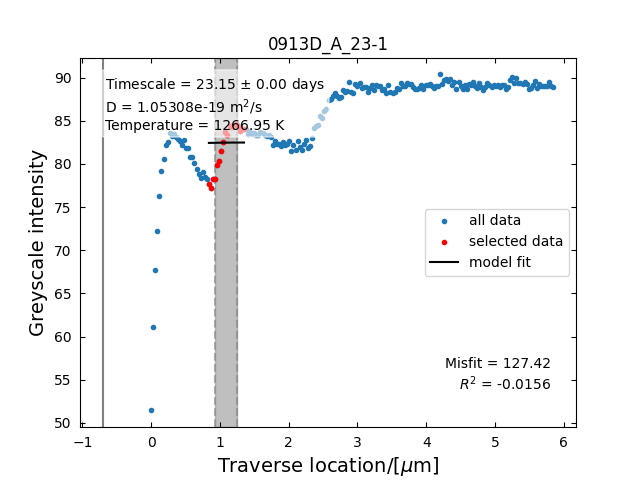 0913D_A_23-1
Timescale = 23.15 ± 0.00 days
D = 1.05308e-19 m²/s
Temperature = 1266.95 K
90
85
80
75
70
65
60
55
50
Greyscale intensity
all data
selected data
model fit
Misfit = 127.42
R² = -0.0156
−1 0 1 2 3 4 5 6
Traverse location/[μm]